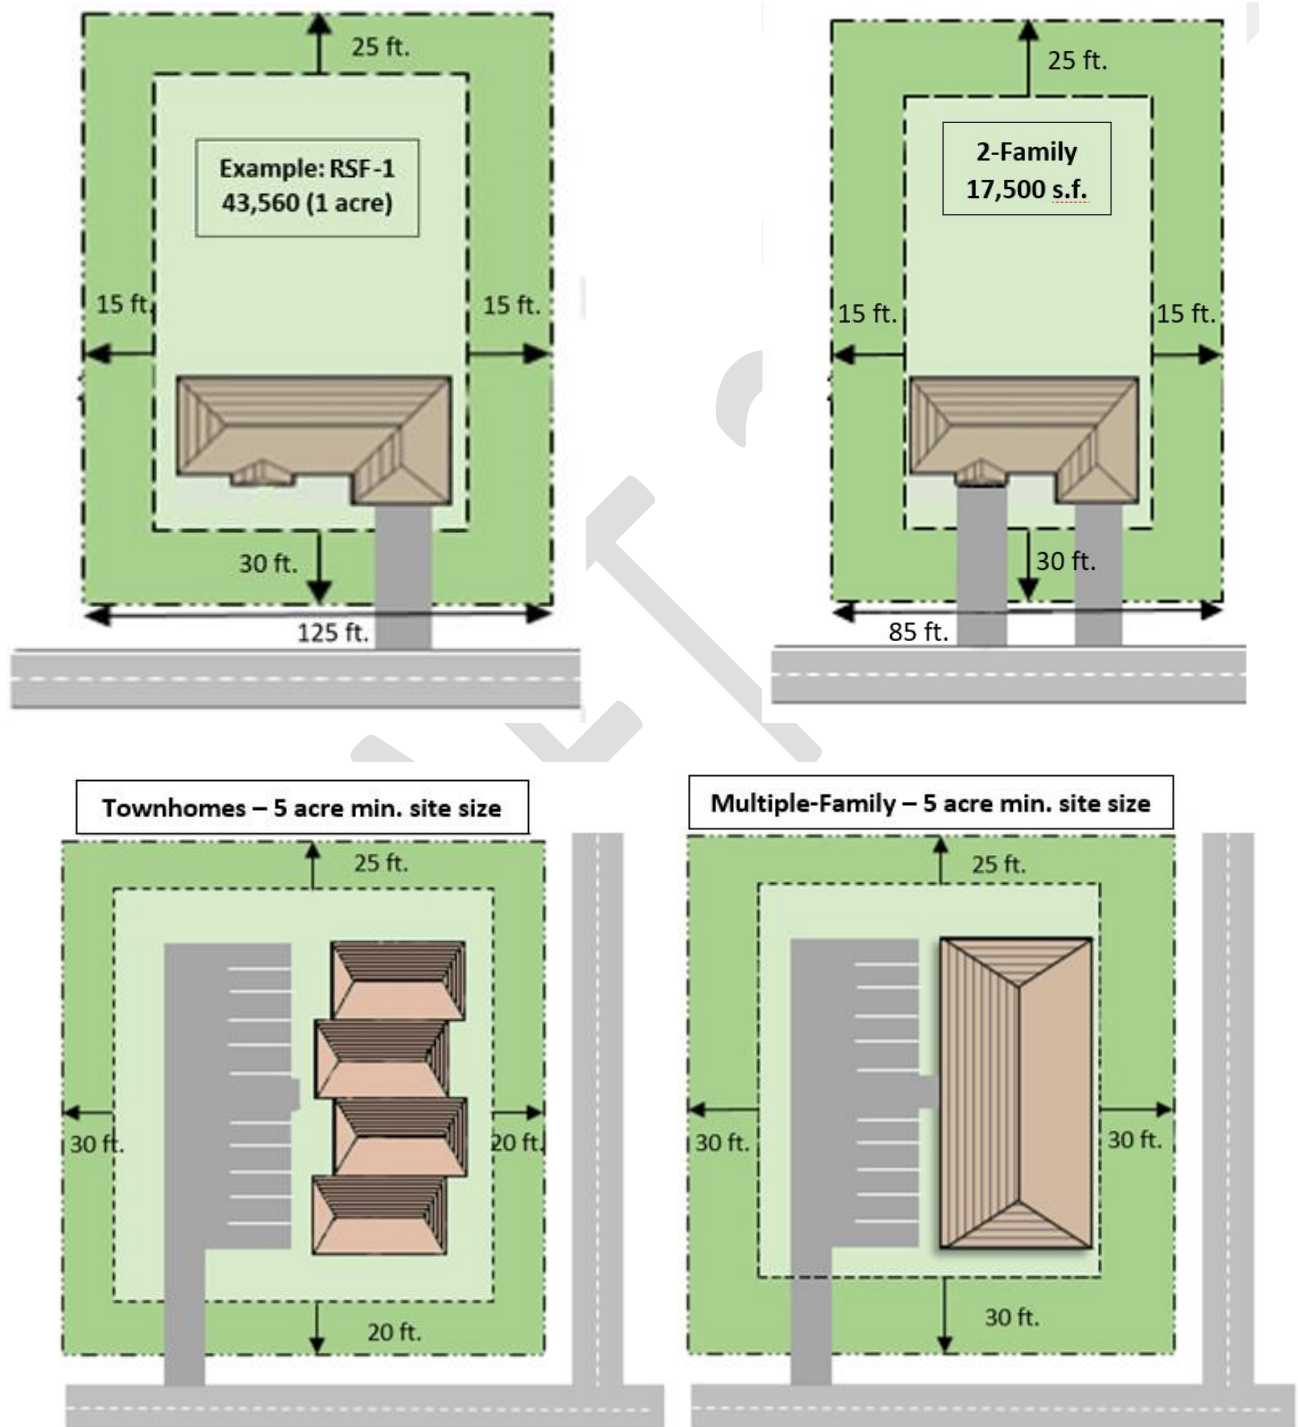 25 ft.
Example: RSF-1
43,560 (1 acre)
15 ft.
15 ft.
30 ft.
125 ft.
25 ft.
2-Family
17,500 s.f.
15 ft.
15 ft.
30 ft.
85 ft.
Townhomes – 5 acre min. site size
25 ft.
30 ft.
20 ft.
20 ft.
Multiple-Family – 5 acre min. site size
25 ft.
30 ft.
30 ft.
30 ft.